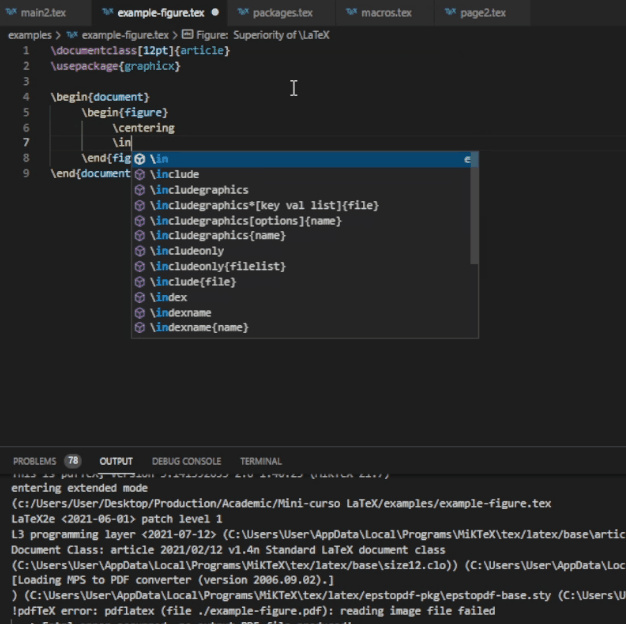 main2.tex example-figure.tex packages.tex macros.tex page2.tex
examples > example-figure.tex > Figure: Superiority of \LaTeX
1 \documentclass[12pt]{article}
2 \usepackage{graphicx}
3
4 \begin{document}
5 \begin{figure}
6 \centering
7 \in
8 \end{fig
9 \end{document
\in
\include
\includegraphics
\includegraphics*[key val list]{file}
\includegraphics[options]{name}
\includegraphics{name}
\includeonly
\includeonly{filelist}
\include{file}
\index
\indexname
\indexname{name}
PROBLEMS 78 OUTPUT DEBUG CONSOLE TERMINAL
entering extended mode
(c:/Users/User/Desktop/Production/Academic/Mini-curso LaTeX/examples/example-figure.tex
LaTeX2e <2021-06-01> patch level 1
L3 programming layer <2021-07-12> (C:\Users\User\AppData\Local\Programs\MiKTeX\tex/latex/base\artic
Document Class: article 2021/02/12 v1.4n Standard LaTeX document class
(C:\Users\User\AppData\Local\Programs\MiKTeX\tex/latex/base\size12.clo)) (C:\Users\User\AppData\Loc
[Loading MPS to PDF converter (version 2006.09.02).]
) (C:\Users\User\AppData\Local\Programs\MiKTeX\tex/latex/epstopdf-pkg\epstopdf-base.sty (C:\Users\U
!pdfTeX error: pdflatex (file ./example-figure.pdf): reading image file failed